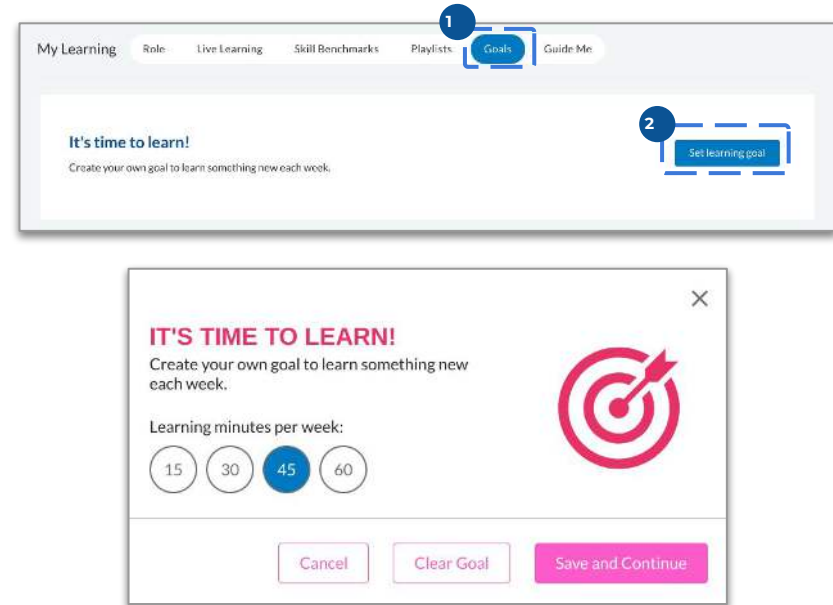 1
My Learning Role Live Learning Skill Benchmarks Playlists Goals Guide Me
2
It's time to learn!
Set learning goal
Create your own goal to learn something new each week.
IT'S TIME TO LEARN!
Create your own goal to learn something new
each week.
Learning minutes per week:
15 30 45 60
Cancel Clear Goal Save and Continue